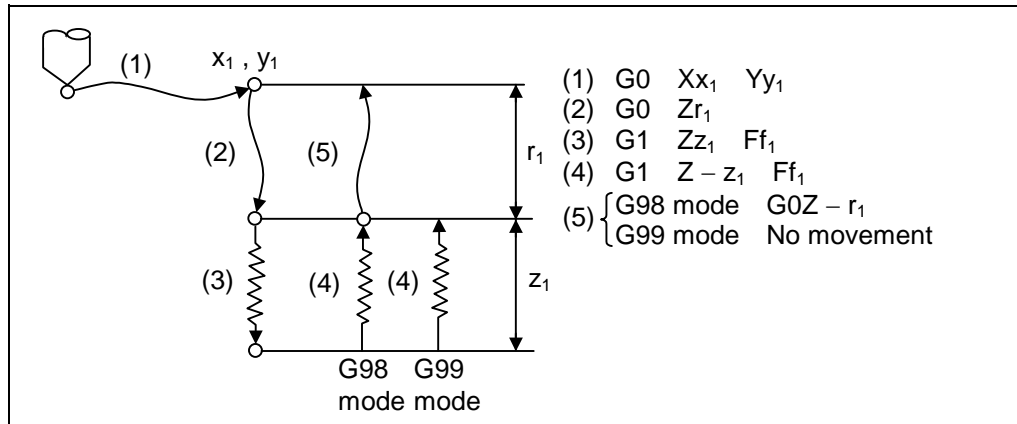 (1)
x₁ , y₁
(2)
(5)
r₁
(3)
(4)
(4)
z₁
G98 G99
mode mode
(1) G0 Xx₁ Yy₁
(2) G0 Zr₁
(3) G1 Zz₁ Ff₁
(4) G1 Z – z₁ Ff₁
(5) G98 mode G0Z – r₁
G99 mode No movement